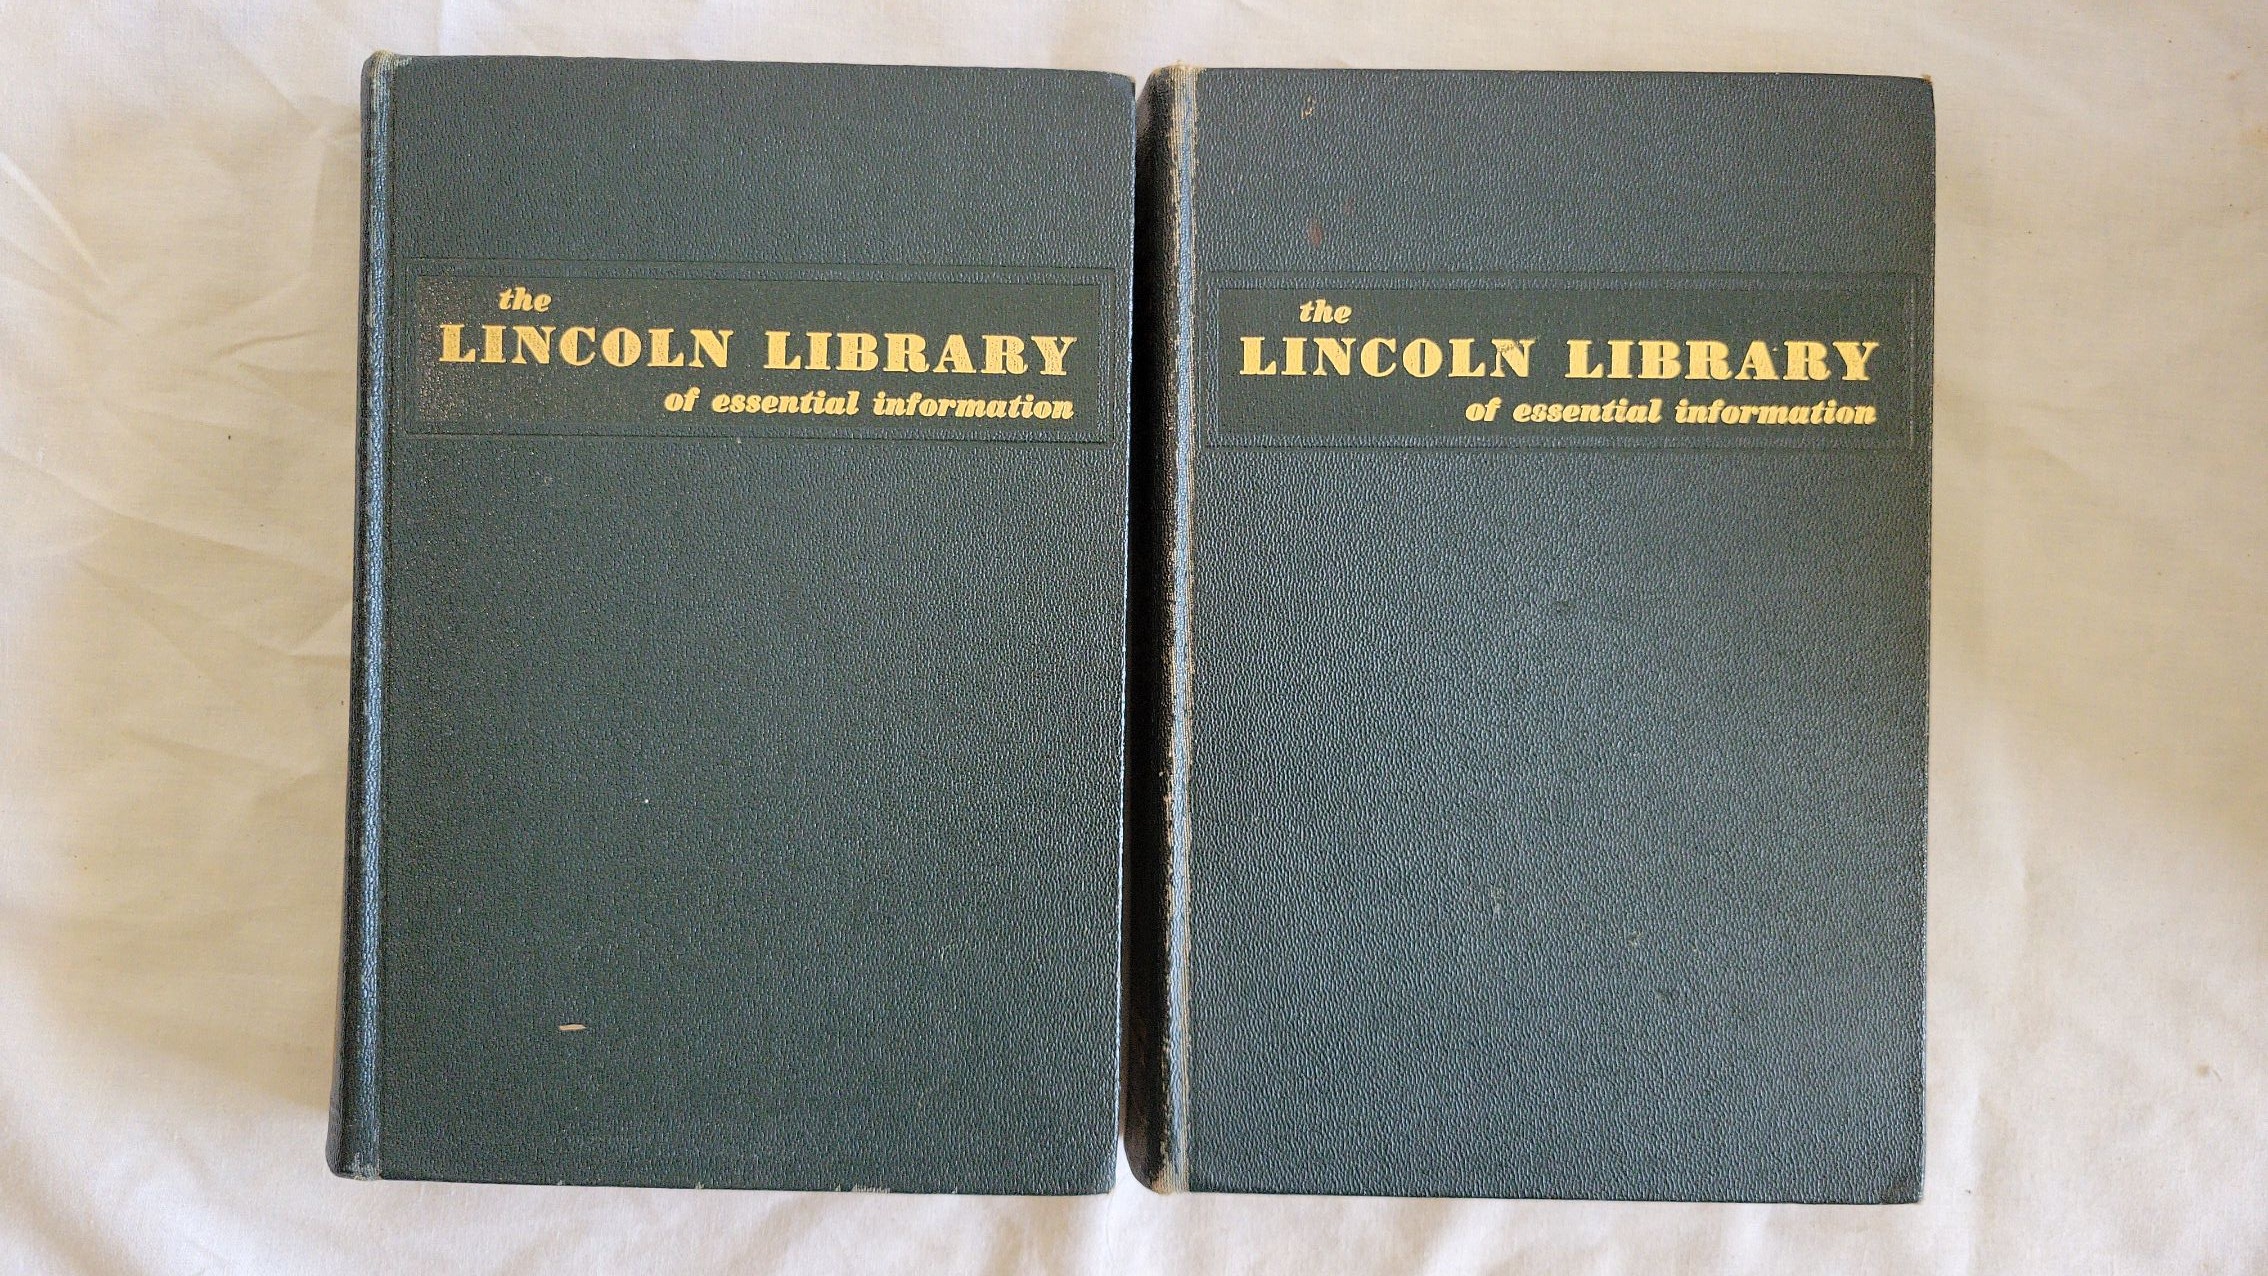 the
LINCOLN LIBRARY
of essential information
the
LINCOLN LIBRARY
of essential information